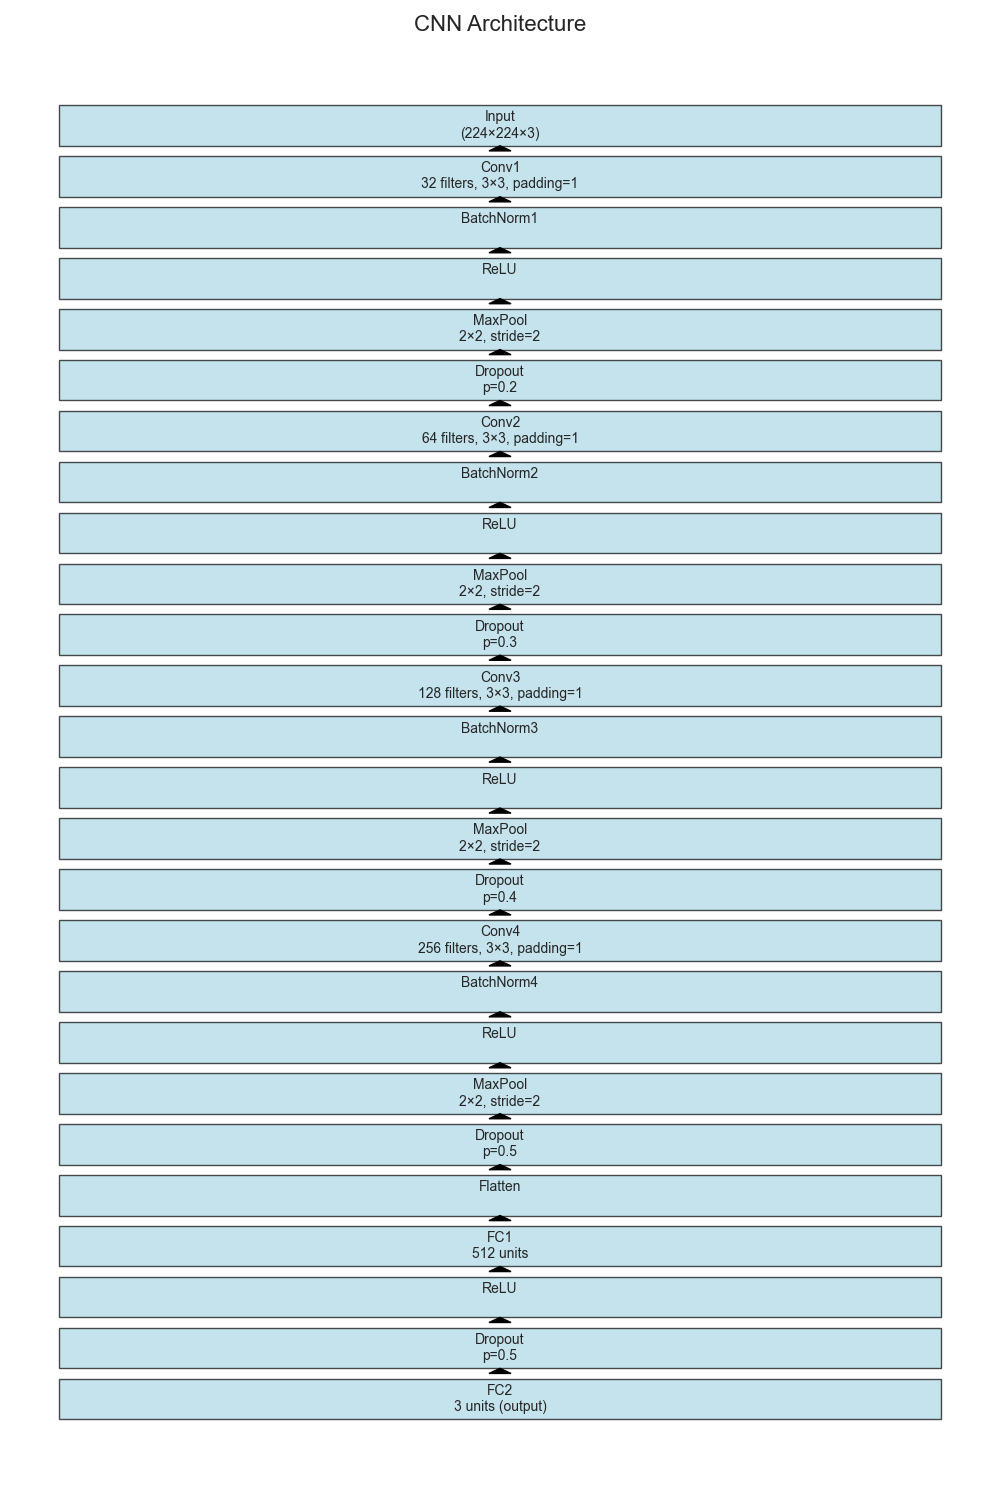 CNN Architecture
Input
(224×224×3)
Conv1
32 filters, 3×3, padding=1
BatchNorm1
ReLU
MaxPool
2×2, stride=2
Dropout
p=0.2
Conv2
64 filters, 3×3, padding=1
BatchNorm2
ReLU
MaxPool
2×2, stride=2
Dropout
p=0.3
Conv3
128 filters, 3×3, padding=1
BatchNorm3
ReLU
MaxPool
2×2, stride=2
Dropout
p=0.4
Conv4
256 filters, 3×3, padding=1
BatchNorm4
ReLU
MaxPool
2×2, stride=2
Dropout
p=0.5
Flatten
FC1
512 units
ReLU
Dropout
p=0.5
FC2
3 units (output)